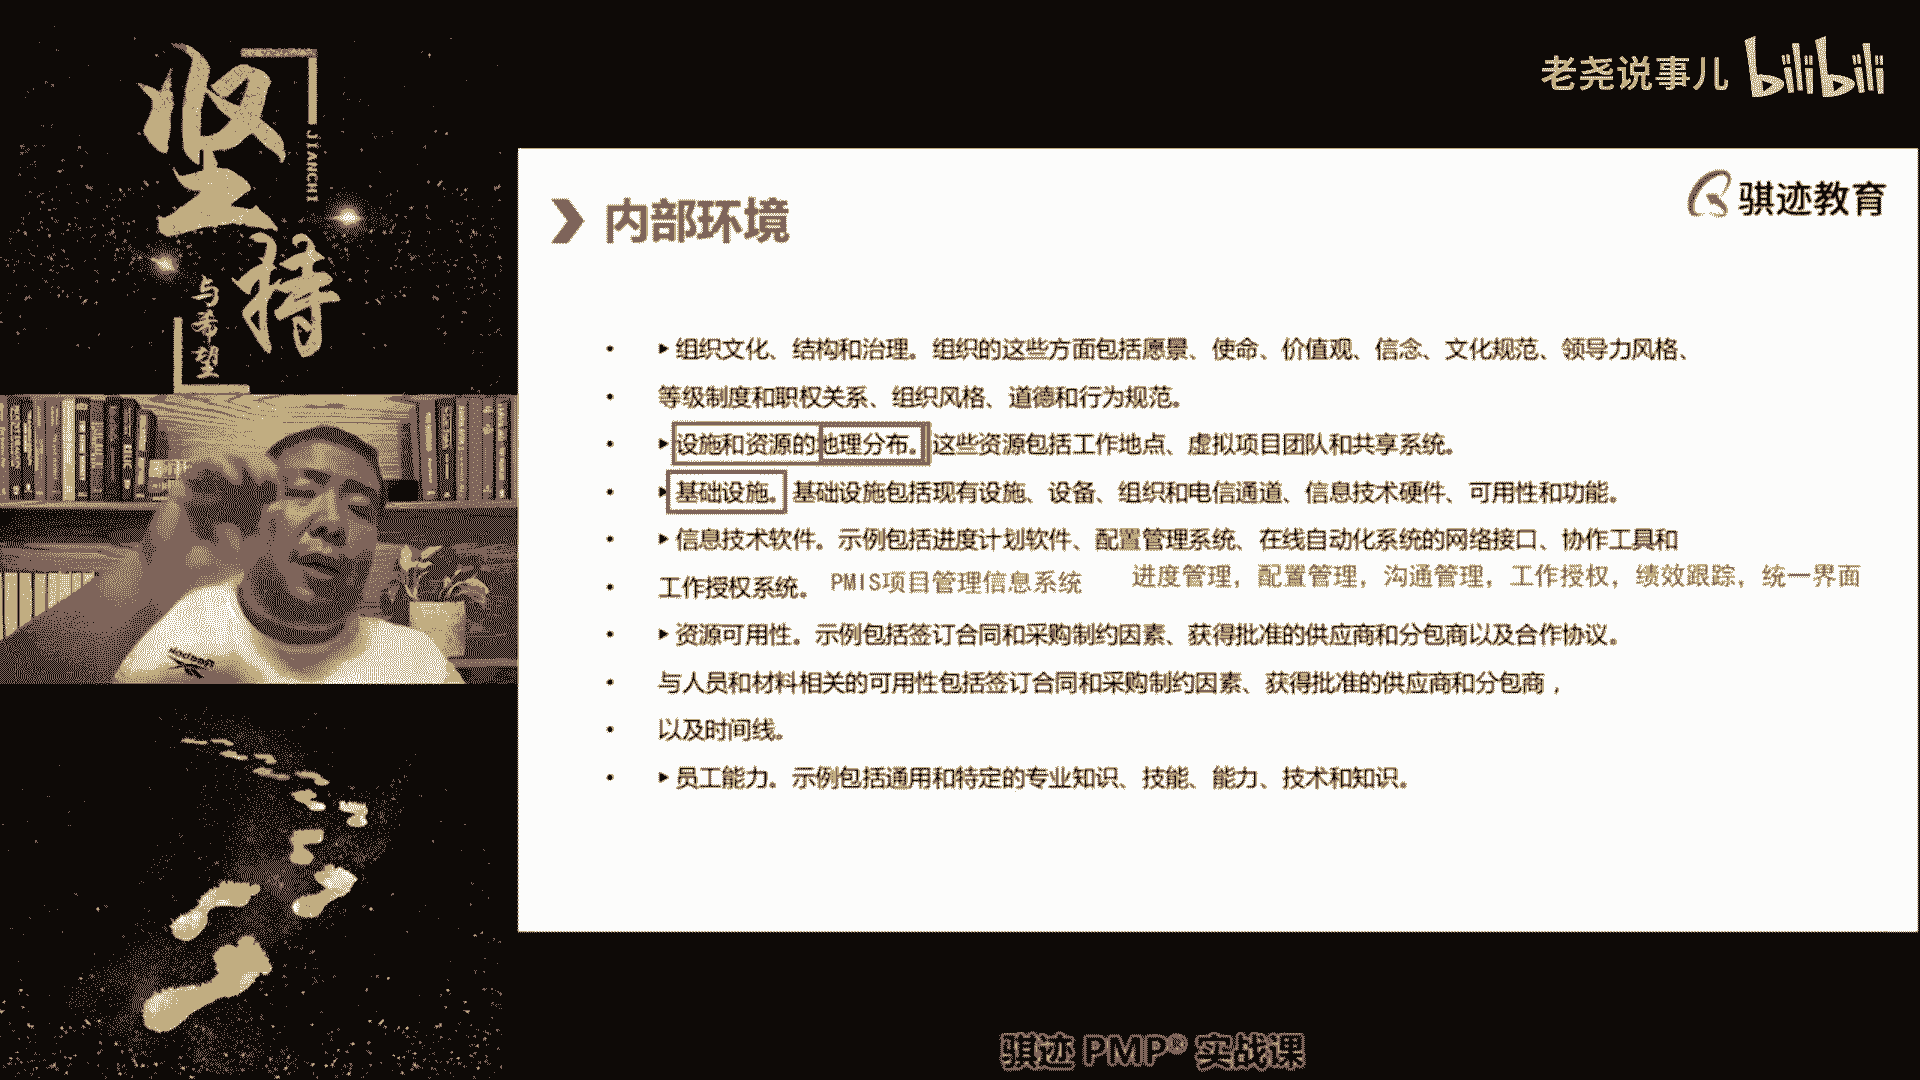 坚持
JIANCHI
与希望
老尧说事儿 bilibili
骐迹教育
内部环境
• ▶组织文化、结构和治理。组织的这些方面包括愿景、使命、价值观、信念、文化规范、领导力风格、
• 等级制度和职权关系、组织风格、道德和行为规范。
• ▶设施和资源的地理分布。这些资源包括工作地点、虚拟项目团队和共享系统。
• ▶基础设施。基础设施包括现有设施、设备、组织和电信通道、信息技术硬件、可用性和功能。
• ▶信息技术软件。示例包括进度计划软件、配置管理系统、在线自动化系统的网络接口、协作工具和
• 工作授权系统。 PMIS项目管理信息系统 进度管理，配置管理，沟通管理，工作授权，绩效跟踪，统一界面
• ▶资源可用性。示例包括签订合同和采购制约因素、获得批准的供应商和分包商以及合作协议。
• 与人员和材料相关的可用性包括签订合同和采购制约因素、获得批准的供应商和分包商，
• 以及时间线。
• ▶员工能力。示例包括通用和特定的专业知识、技能、能力、技术和知识。
Reebok
骐迹 PMP® 实战课